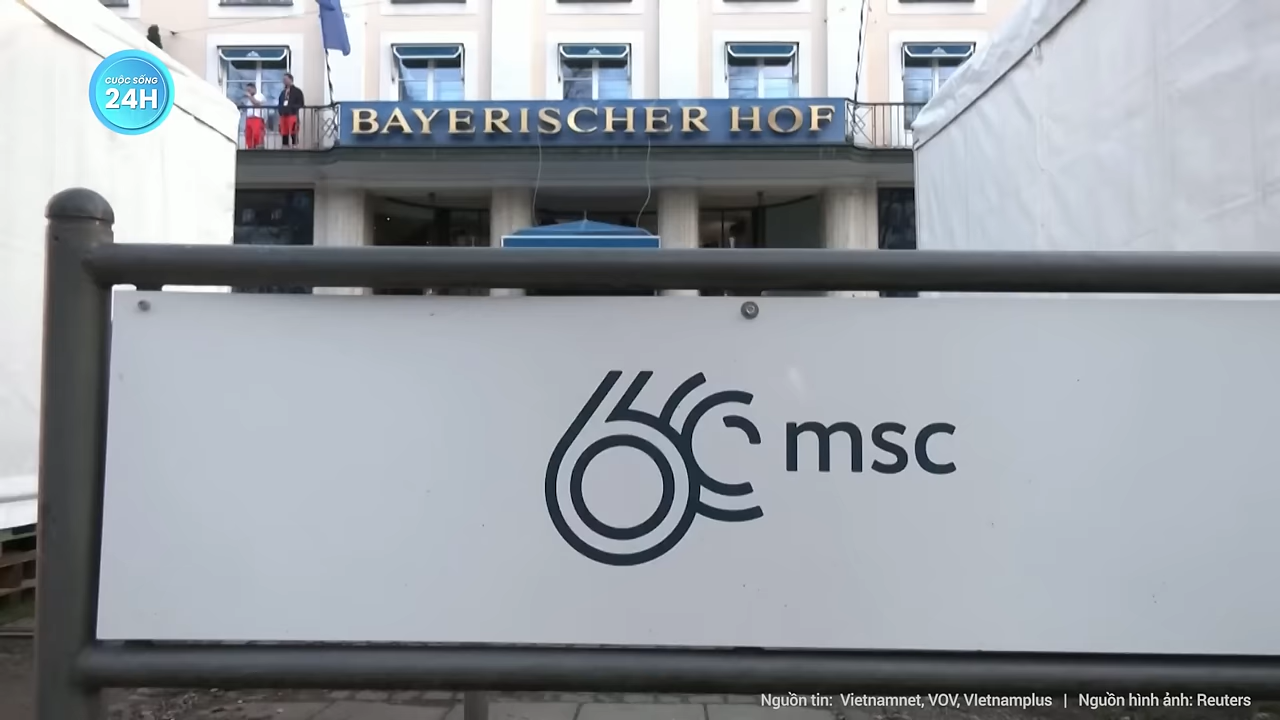 CUỘC SỐNG
24H
BAYERISCHER HOF
60 msc
Nguồn tin: Vietnamnet, VOV, VIetnamplus | Nguồn hình ảnh: Reuters